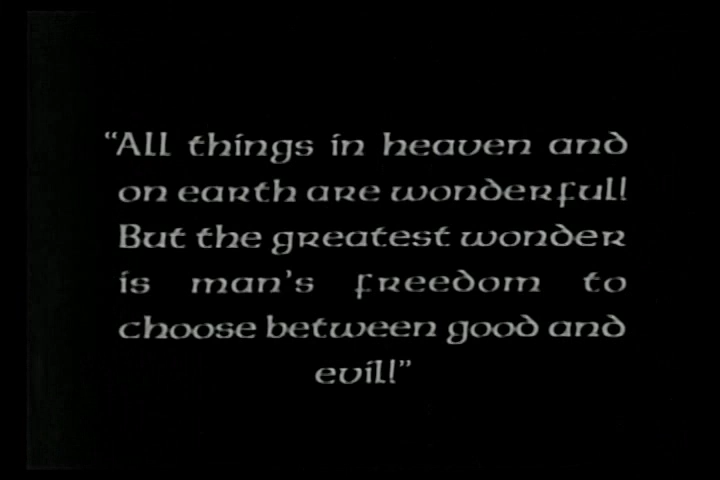 “All things in heaven and
on earth are wonderful!
But the greatest wonder
is man’s freedom to
choose between good and
evil!”